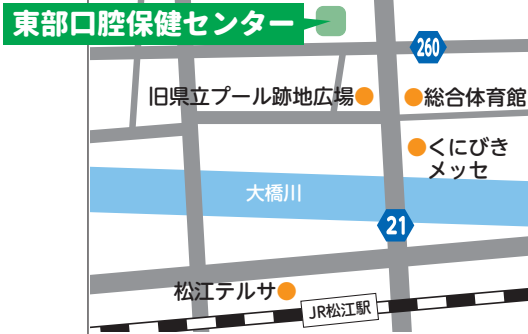 東部口腔保健センター
260
旧県立プール跡地広場
総合体育館
くにびき
メッセ
大橋川
21
松江テルサ
JR松江駅